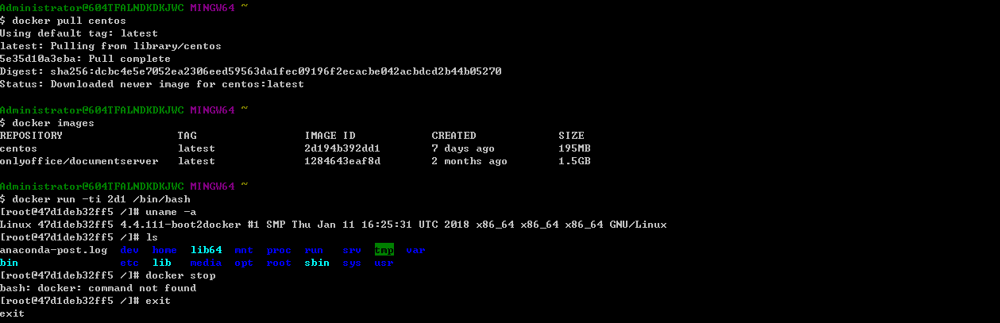 Administrator@604TFALNDKDKJWC MINGW64 ~
$ docker pull centos
Using default tag: latest
latest: Pulling from library/centos
5e35d10a3eba: Pull complete
Digest: sha256:dcbc4e5e7052ea2306eed59563da1fec09196f2ecacbe042acbdcd2b44b05270
Status: Downloaded newer image for centos:latest
Administrator@604TFALNDKDKJWC MINGW64 ~
$ docker images
REPOSITORY TAG IMAGE ID CREATED SIZE
centos latest 2d194b392dd1 7 days ago 195MB
onlyoffice/documentserver latest 1284643eaf8d 2 months ago 1.5GB
Administrator@604TFALNDKDKJWC MINGW64 ~
$ docker run -ti 2d1 /bin/bash
[root@47d1deb32ff5 /]# uname -a
Linux 47d1deb32ff5 4.4.111-boot2docker #1 SMP Thu Jan 11 16:25:31 UTC 2018 x86_64 x86_64 x86_64 GNU/Linux
[root@47d1deb32ff5 /]# ls
anaconda-post.log dev home lib64 mnt proc run srv tmp var
bin etc lib media opt root sbin sys usr
[root@47d1deb32ff5 /]# docker stop
bash: docker: command not found
[root@47d1deb32ff5 /]# exit
exit